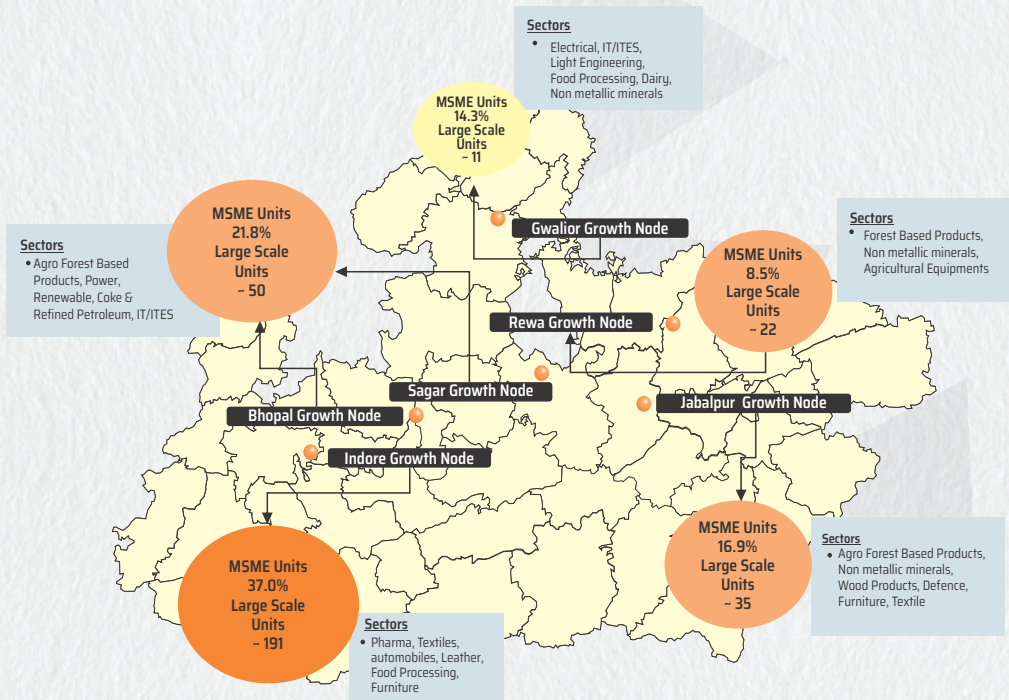 Sectors
• Electrical, IT/ITES,
Light Engineering,
Food Processing, Dairy,
Non metallic minerals
MSME Units
14.3%
Large Scale
Units
~ 11
MSME Units
21.8%
Large Scale
Units
~ 50
Sectors
• Agro Forest Based
Products, Power,
Renewable, Coke &
Refined Petroleum, IT/ITES
Gwalior Growth Node
Sectors
• Forest Based Products,
Non metallic minerals,
Agricultural Equipments
MSME Units
8.5%
Large Scale
Units
~ 22
Rewa Growth Node
Sagar Growth Node
Jabalpur Growth Node
Bhopal Growth Node
Indore Growth Node
MSME Units
37.0%
Large Scale
Units
~ 191
Sectors
• Pharma, Textiles,
automobiles, Leather,
Food Processing,
Furniture
MSME Units
16.9%
Large Scale
Units
~ 35
Sectors
• Agro Forest Based Products,
Non metallic minerals,
Wood Products, Defence,
Furniture, Textile